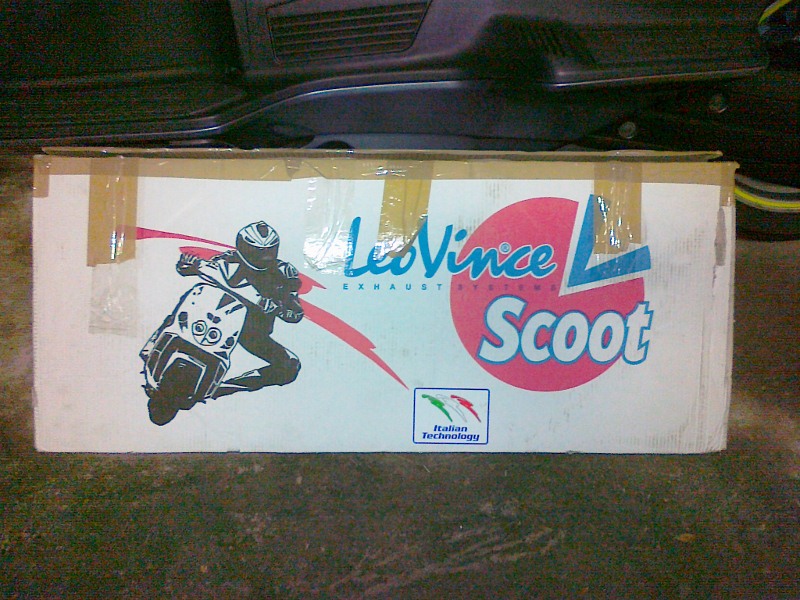 LeoVince®
EXHAUST SYSTEMS
Scoot
Italian
Technology